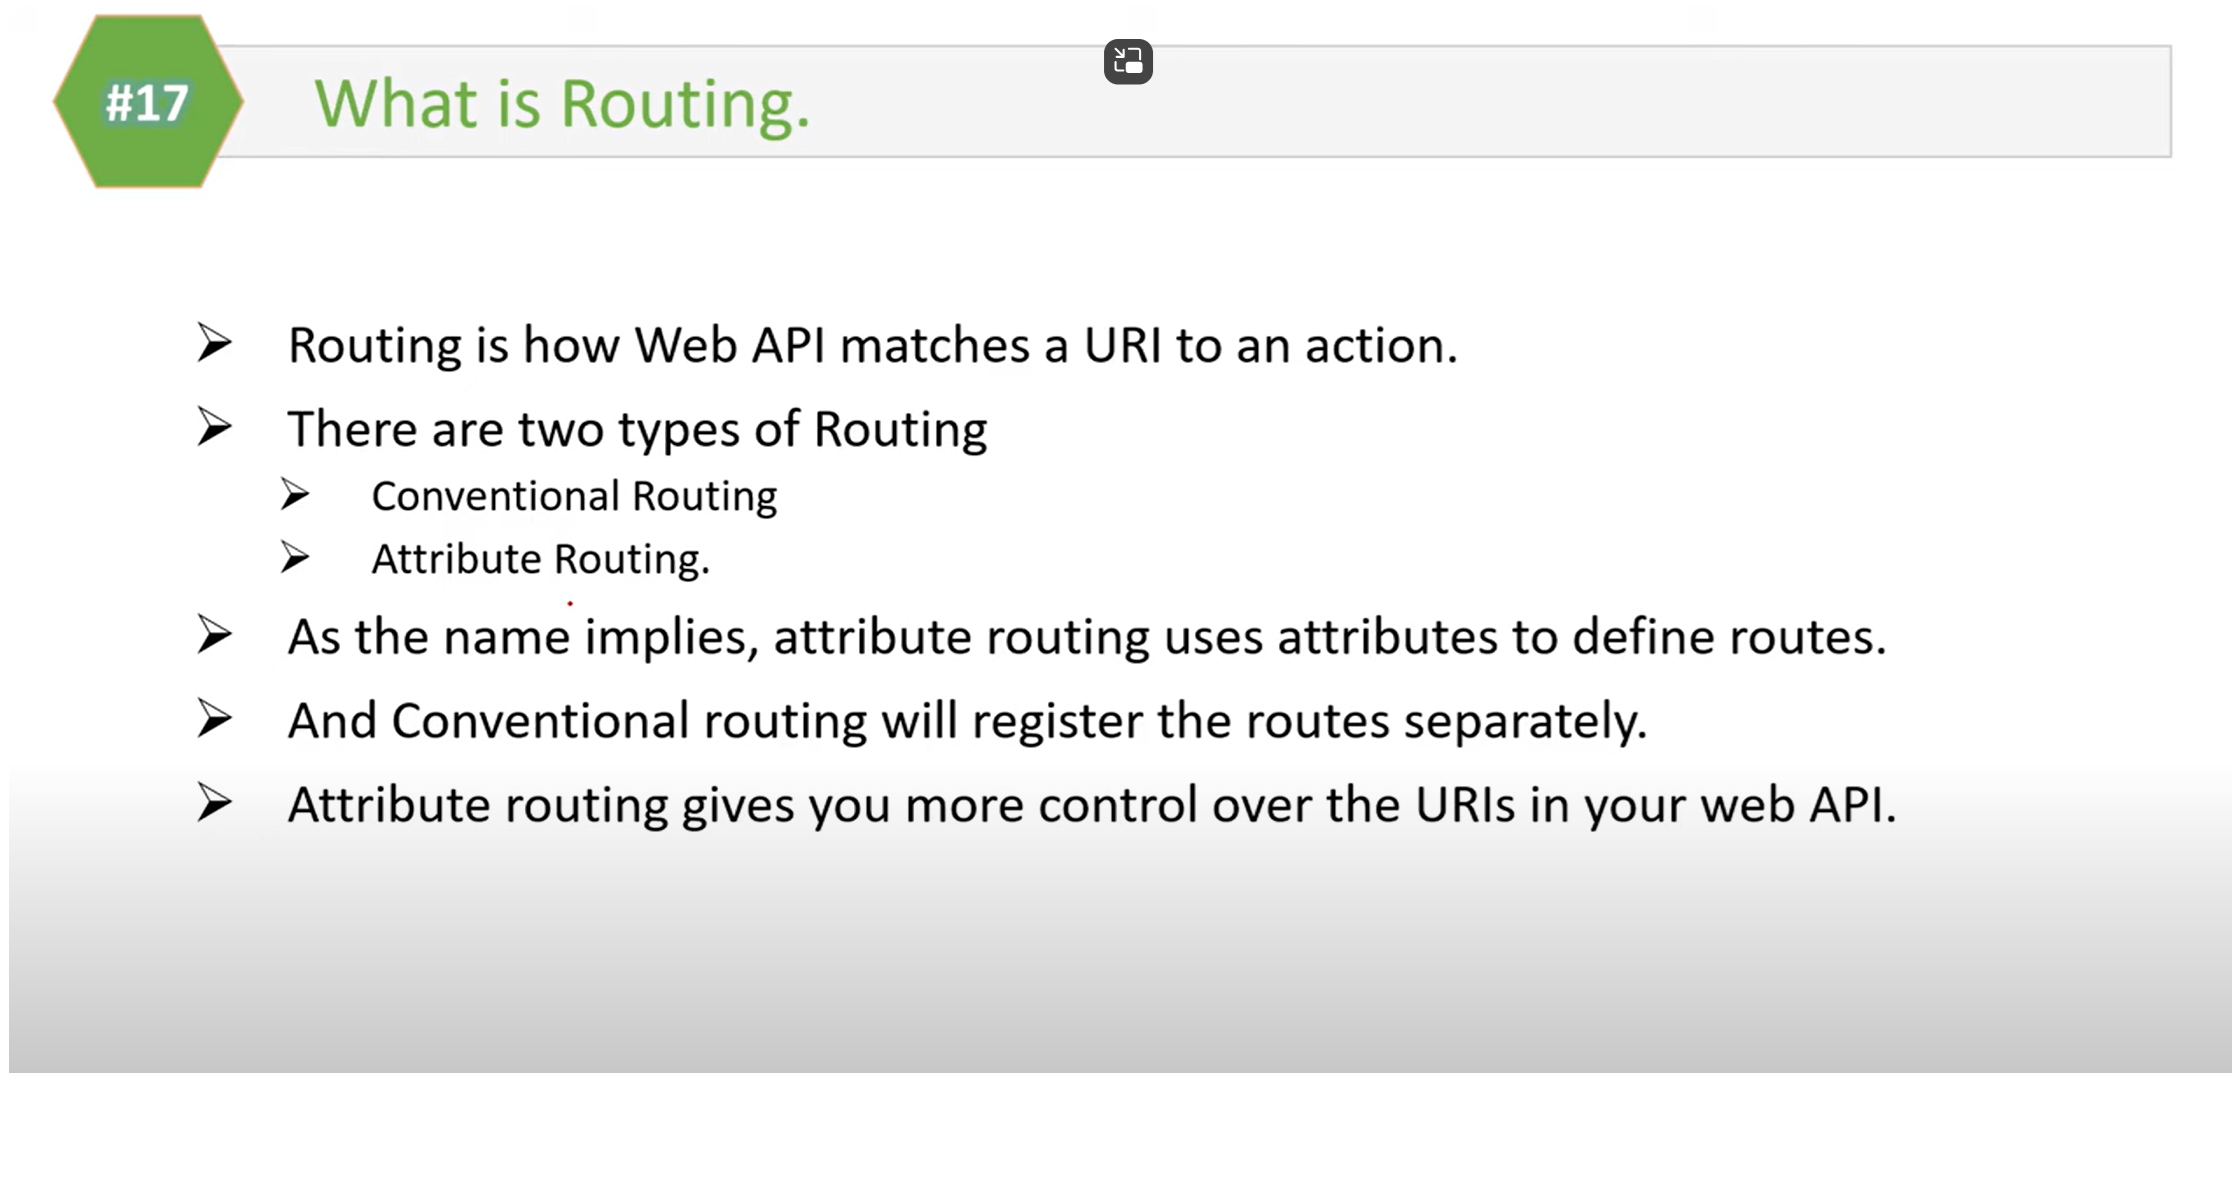 #17
What is Routing.
Routing is how Web API matches a URI to an action.
There are two types of Routing
Conventional Routing
Attribute Routing.
As the name implies, attribute routing uses attributes to define routes.
And Conventional routing will register the routes separately.
Attribute routing gives you more control over the URIs in your web API.